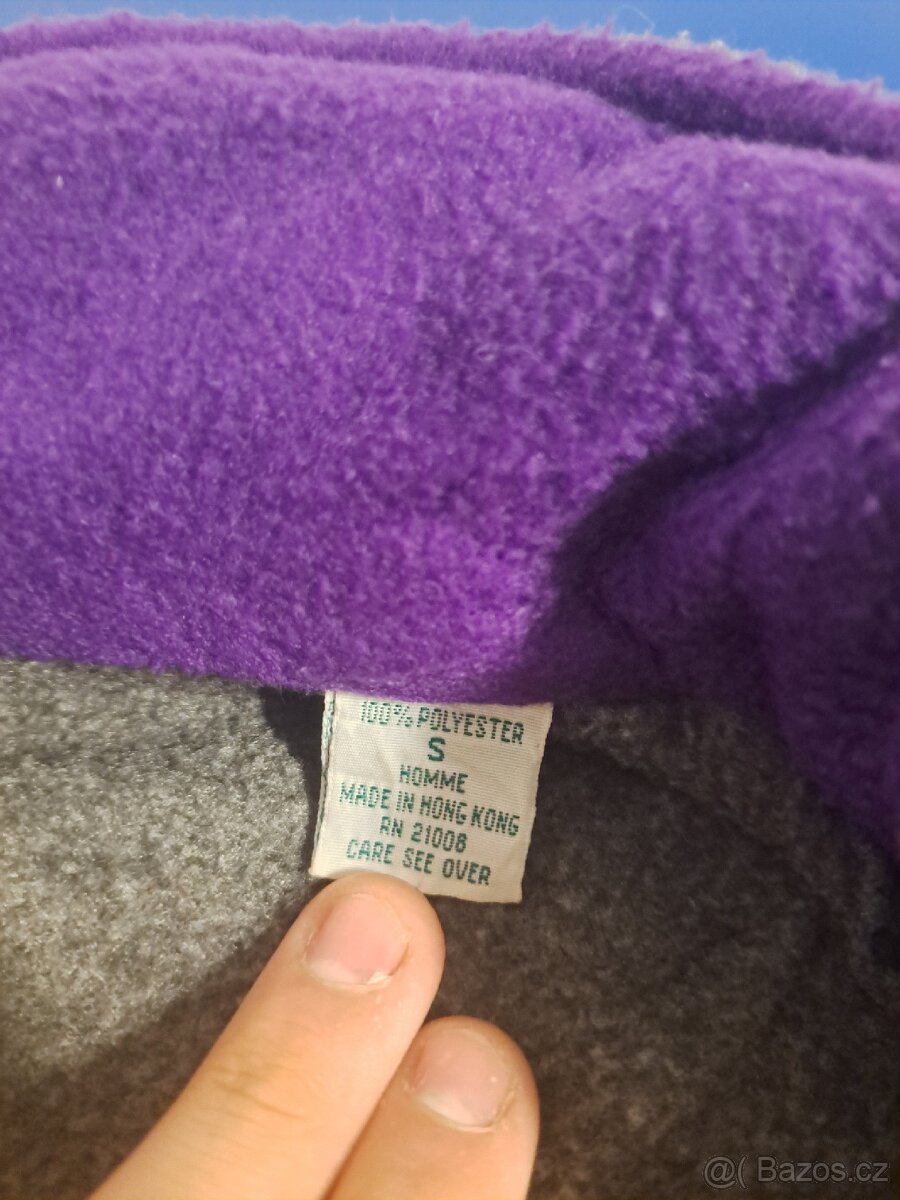 100% POLYESTER
S
HOMME
MADE IN HONG KONG
RN 21008
CARE SEE OVER
@( Bazos.cz